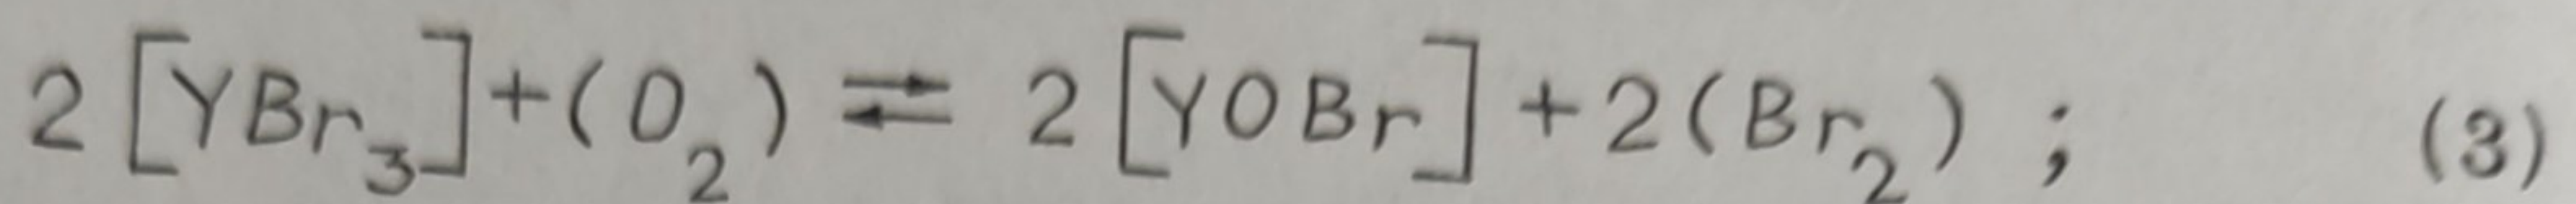 2 [YBr₃] + (O₂) ⇌ 2 [YOBr] + 2(Br₂) ; (3)